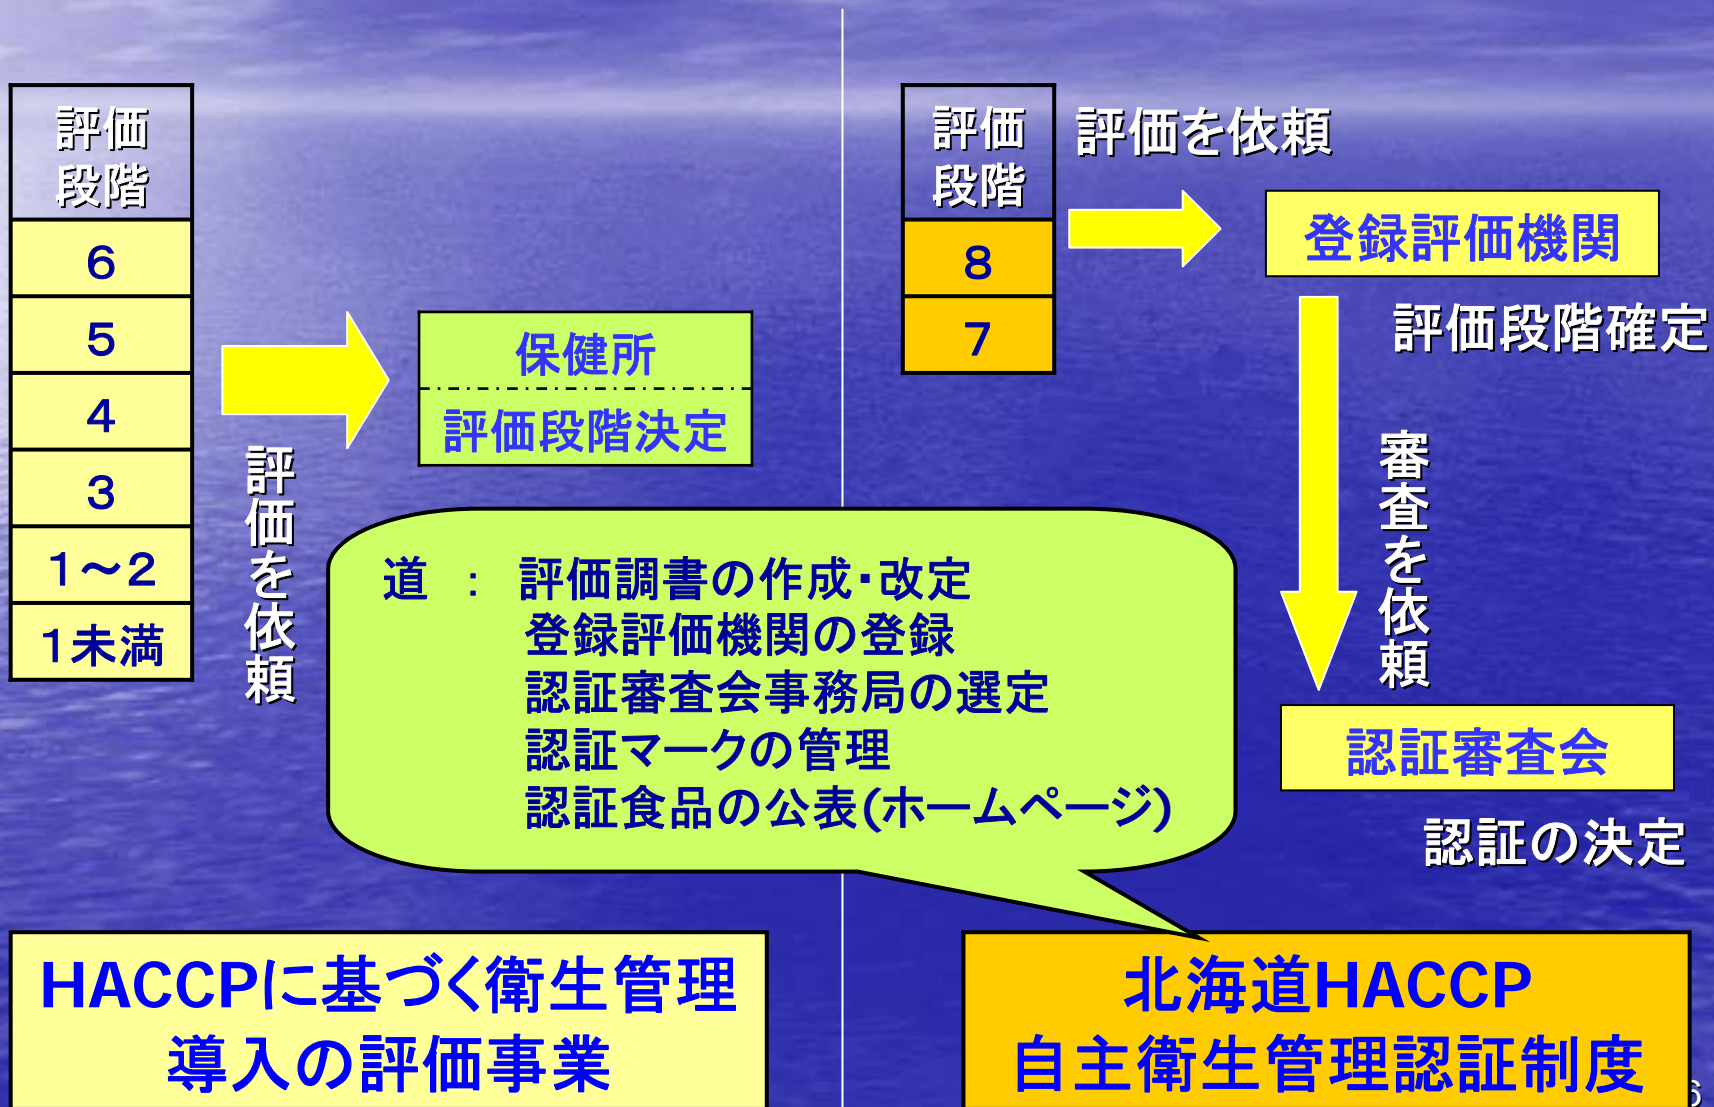 評価
段階
6
5
4
3
1～2
1未満
評価を依頼
保健所
評価段階決定
評価
段階
8
7
評価を依頼
登録評価機関
評価段階確定
審査を依頼
認証審査会
認証の決定
道 : 評価調書の作成・改定
登録評価機関の登録
認証審査会事務局の選定
認証マークの管理
認証食品の公表(ホームページ)
HACCPに基づく衛生管理
導入の評価事業
北海道HACCP
自主衛生管理認証制度